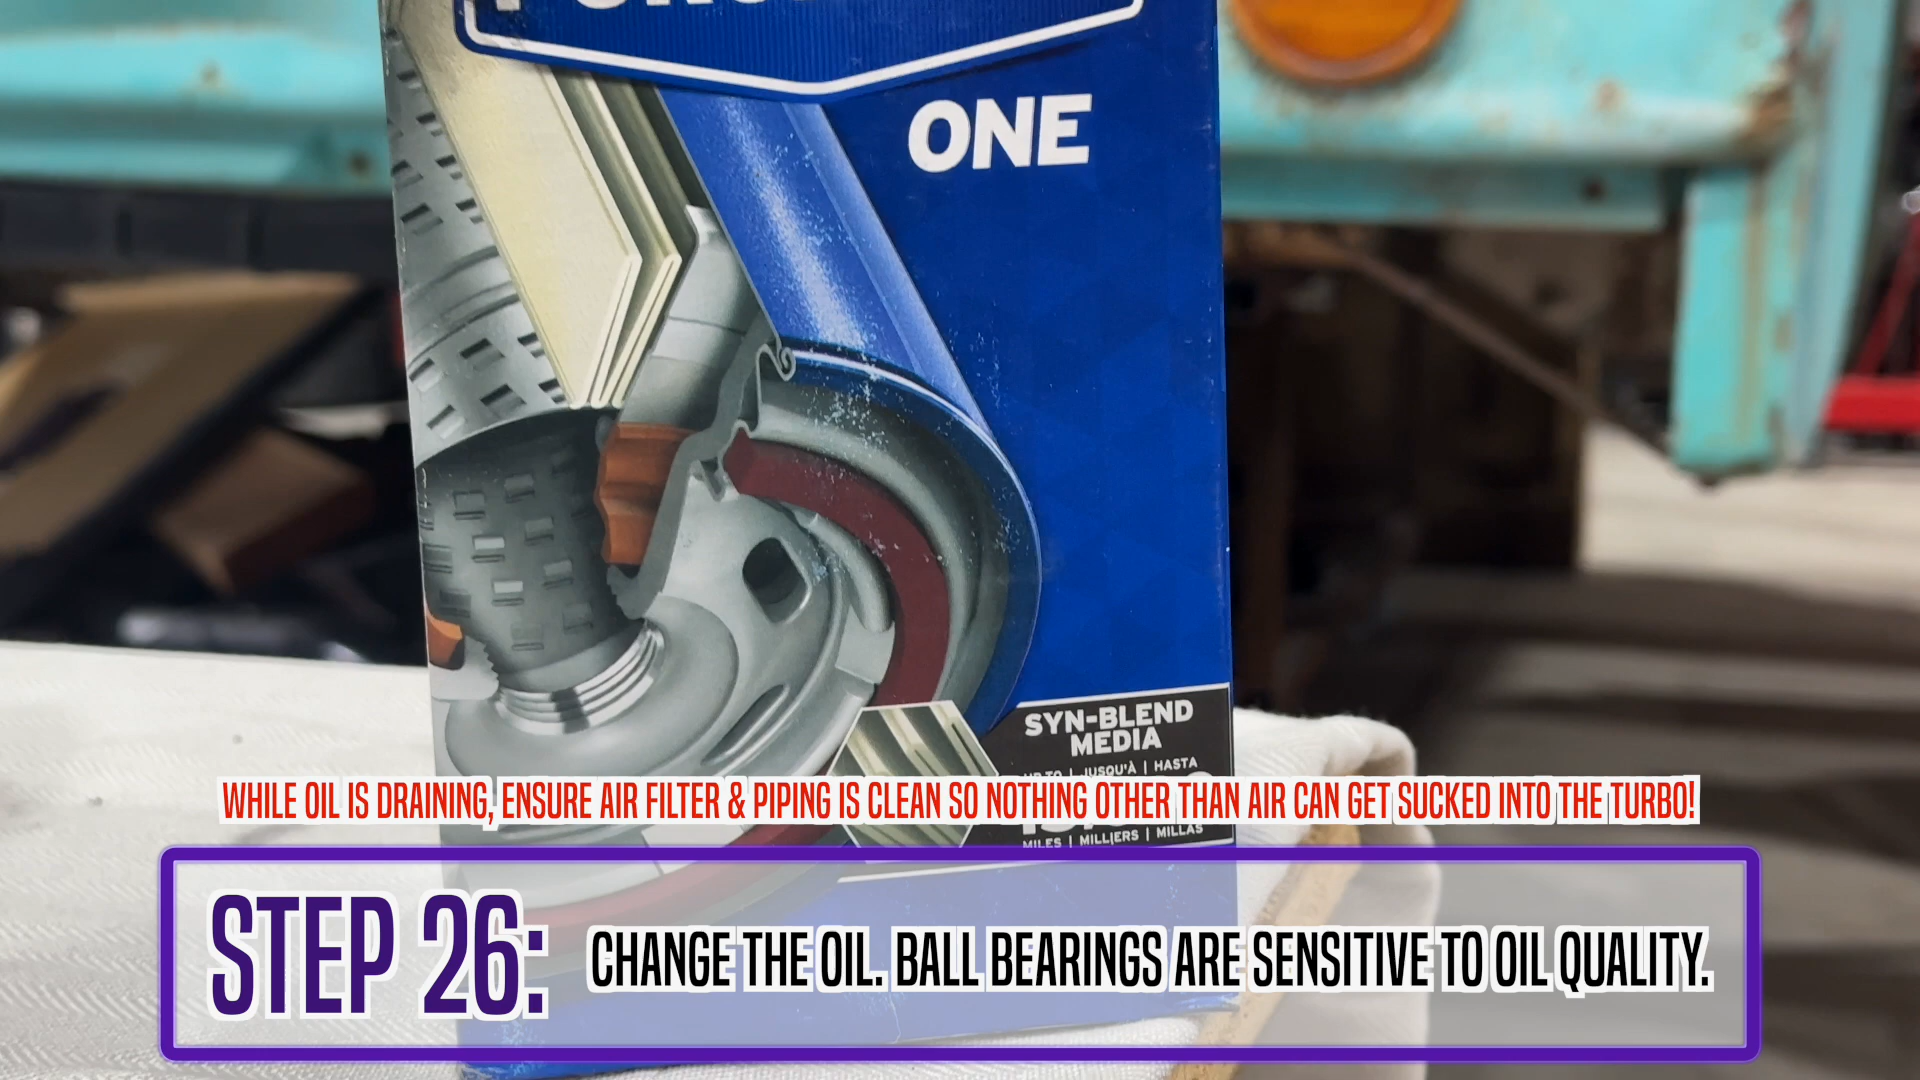 ONE
SYN-BLEND
MEDIA
UP TO | JUSQU'À | HASTA
WHILE OIL IS DRAINING, ENSURE AIR FILTER & PIPING IS CLEAN SO NOTHING OTHER THAN AIR CAN GET SUCKED INTO THE TURBO!
MILES | MILLIERS | MILLAS
STEP 26:
CHANGE THE OIL. BALL BEARINGS ARE SENSITIVE TO OIL QUALITY.